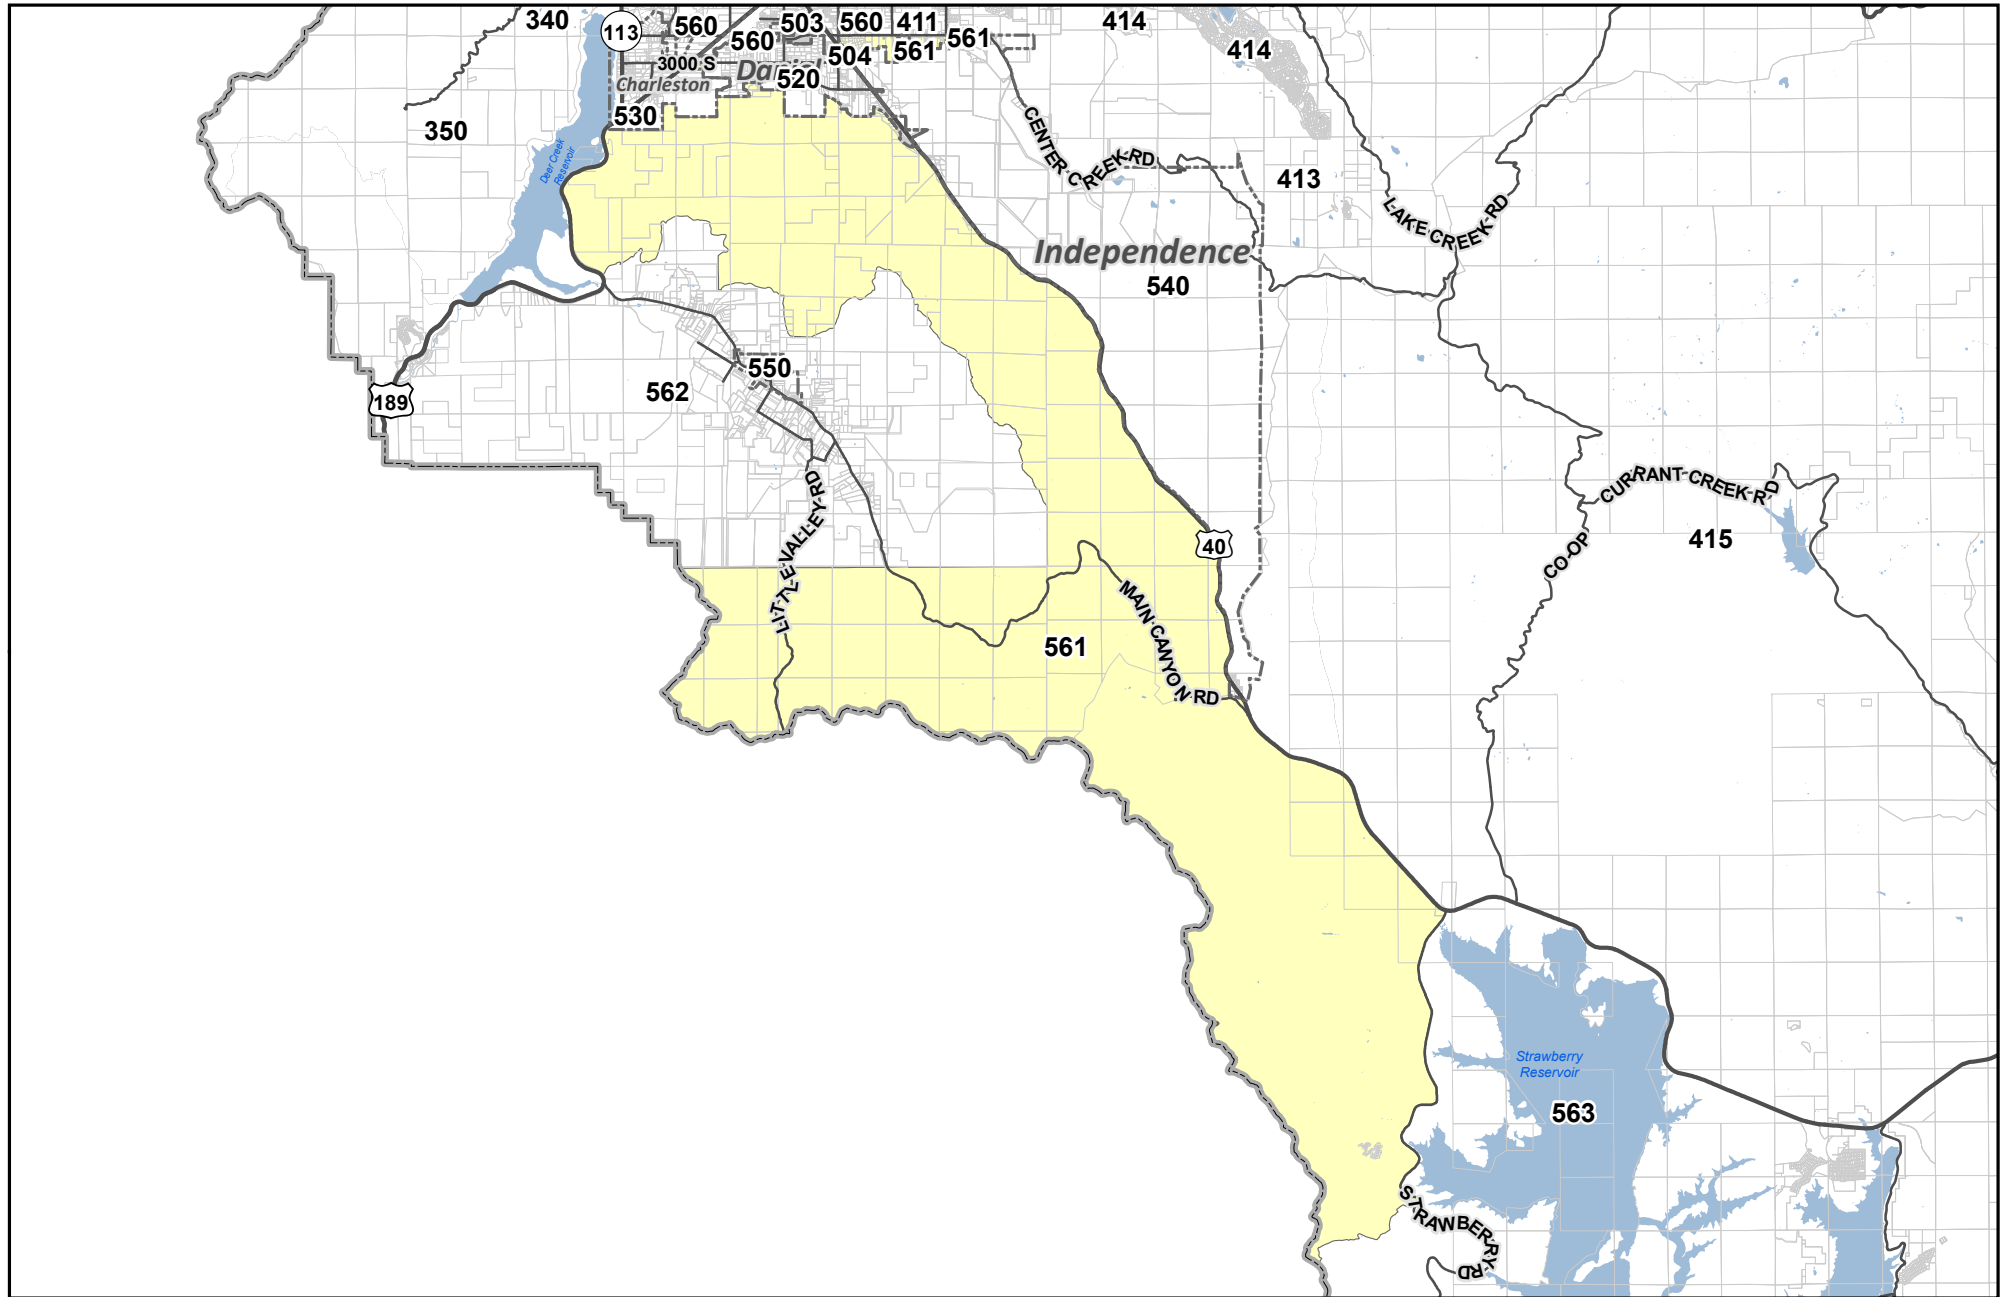 340
113
560
503
560
411
414
560
504
561
561
414
3000 S
Daniel
520
Charleston
530
350
Deer Creek
Reservoir
CENTER CREEK RD
413
LAKE CREEK RD
Independence
540
550
562
189
LITTLE VALLEY RD
40
CURRANT CREEK RD
415
CO-OP
MAIN CANYON RD
561
Strawberry
Reservoir
563
STRAWBERRY RD